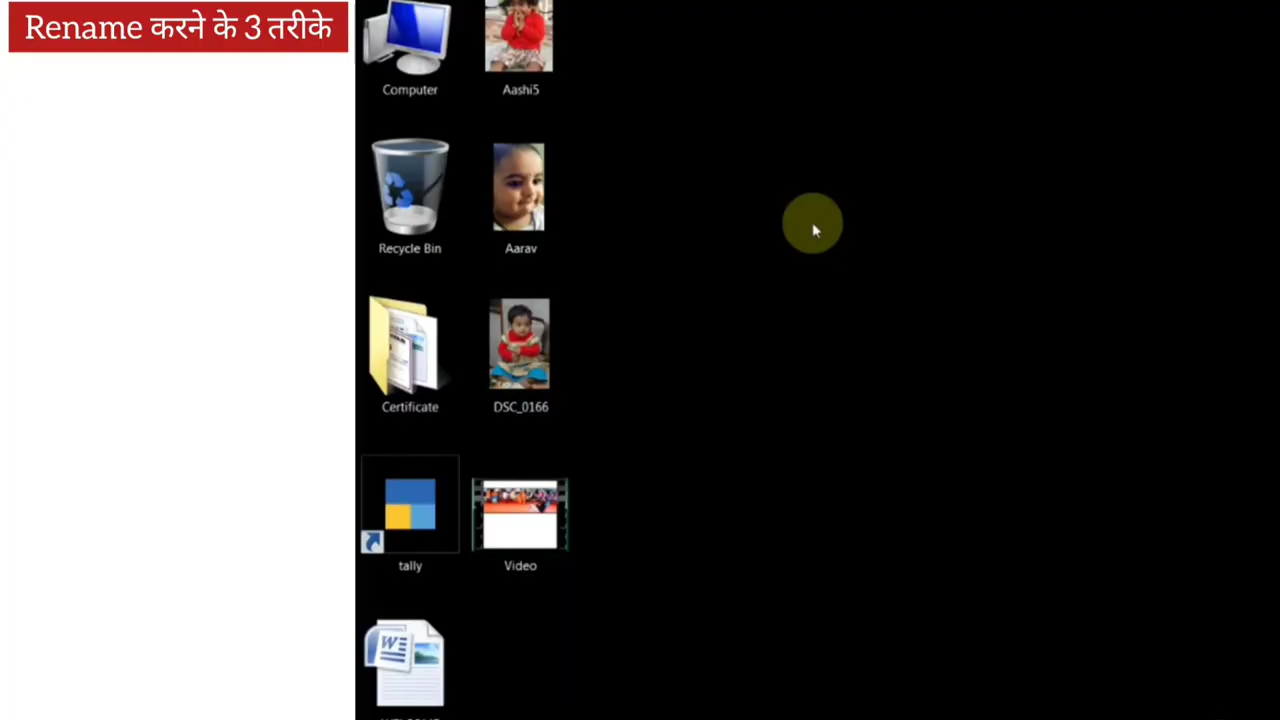 Rename करने के 3 तरीके
Computer
Aashi5
Recycle Bin
Aarav
Certificate
DSC_0166
tally
Video